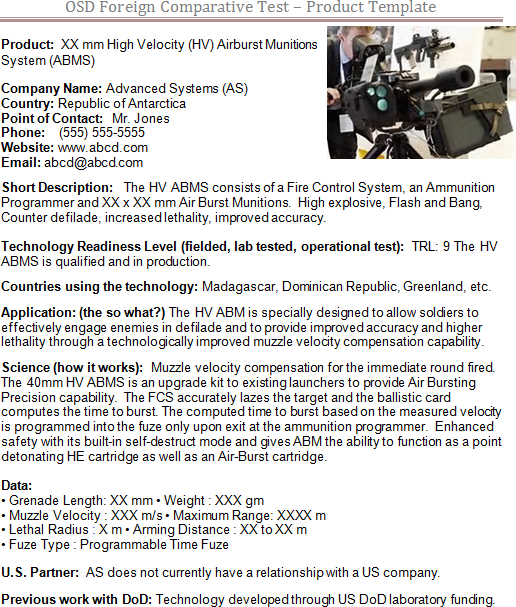 OSD Foreign Comparative Test – Product Template
Product: XX mm High Velocity (HV) Airburst Munitions
System (ABMS)
Company Name: Advanced Systems (AS)
Country: Republic of Antarctica
Point of Contact: Mr. Jones
Phone: (555) 555-5555
Website: www.abcd.com
Email: abcd@abcd.com
Short Description: The HV ABMS consists of a Fire Control System, an Ammunition
Programmer and XX x XX mm Air Burst Munitions. High explosive, Flash and Bang,
Counter defilade, increased lethality, improved accuracy.
Technology Readiness Level (fielded, lab tested, operational test): TRL: 9 The HV
ABMS is qualified and in production.
Countries using the technology: Madagascar, Dominican Republic, Greenland, etc.
Application: (the so what?) The HV ABM is specially designed to allow soldiers to
effectively engage enemies in defilade and to provide improved accuracy and higher
lethality through a technologically improved muzzle velocity compensation capability.
Science (how it works): Muzzle velocity compensation for the immediate round fired.
The 40mm HV ABMS is an upgrade kit to existing launchers to provide Air Bursting
Precision capability. The FCS accurately lazes the target and the ballistic card
computes the time to burst. The computed time to burst based on the measured velocity
is programmed into the fuze only upon exit at the ammunition programmer. Enhanced
safety with its built-in self-destruct mode and gives ABM the ability to function as a point
detonating HE cartridge as well as an Air-Burst cartridge.
Data:
• Grenade Length: XX mm • Weight : XXX gm
• Muzzle Velocity : XXX m/s • Maximum Range: XXXX m
• Lethal Radius : X m • Arming Distance : XX to XX m
• Fuze Type : Programmable Time Fuze
U.S. Partner: AS does not currently have a relationship with a US company.
Previous work with DoD: Technology developed through US DoD laboratory funding.